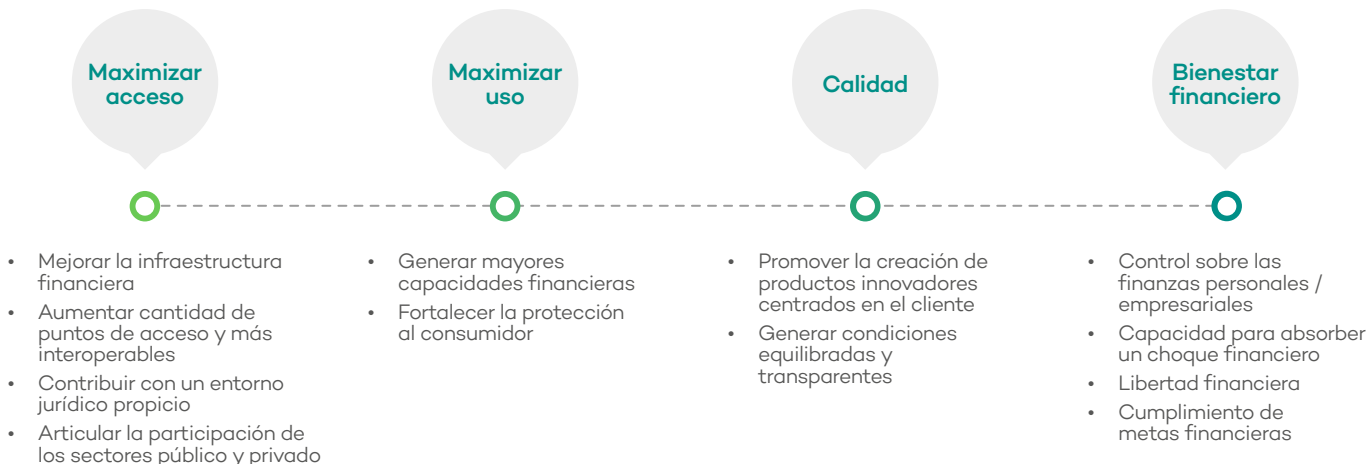 Maximizar
acceso
• Mejorar la infraestructura
financiera
• Aumentar cantidad de
puntos de acceso y más
interoperables
• Contribuir con un entorno
jurídico propicio
• Articular la participación de
los sectores público y privado
Maximizar
uso
• Generar mayores
capacidades financieras
• Fortalecer la protección
al consumidor
Calidad
• Promover la creación de
productos innovadores
centrados en el cliente
• Generar condiciones
equilibradas y
transparentes
Bienestar
financiero
• Control sobre las
finanzas personales /
empresariales
• Capacidad para absorber
un choque financiero
• Libertad financiera
• Cumplimiento de
metas financieras